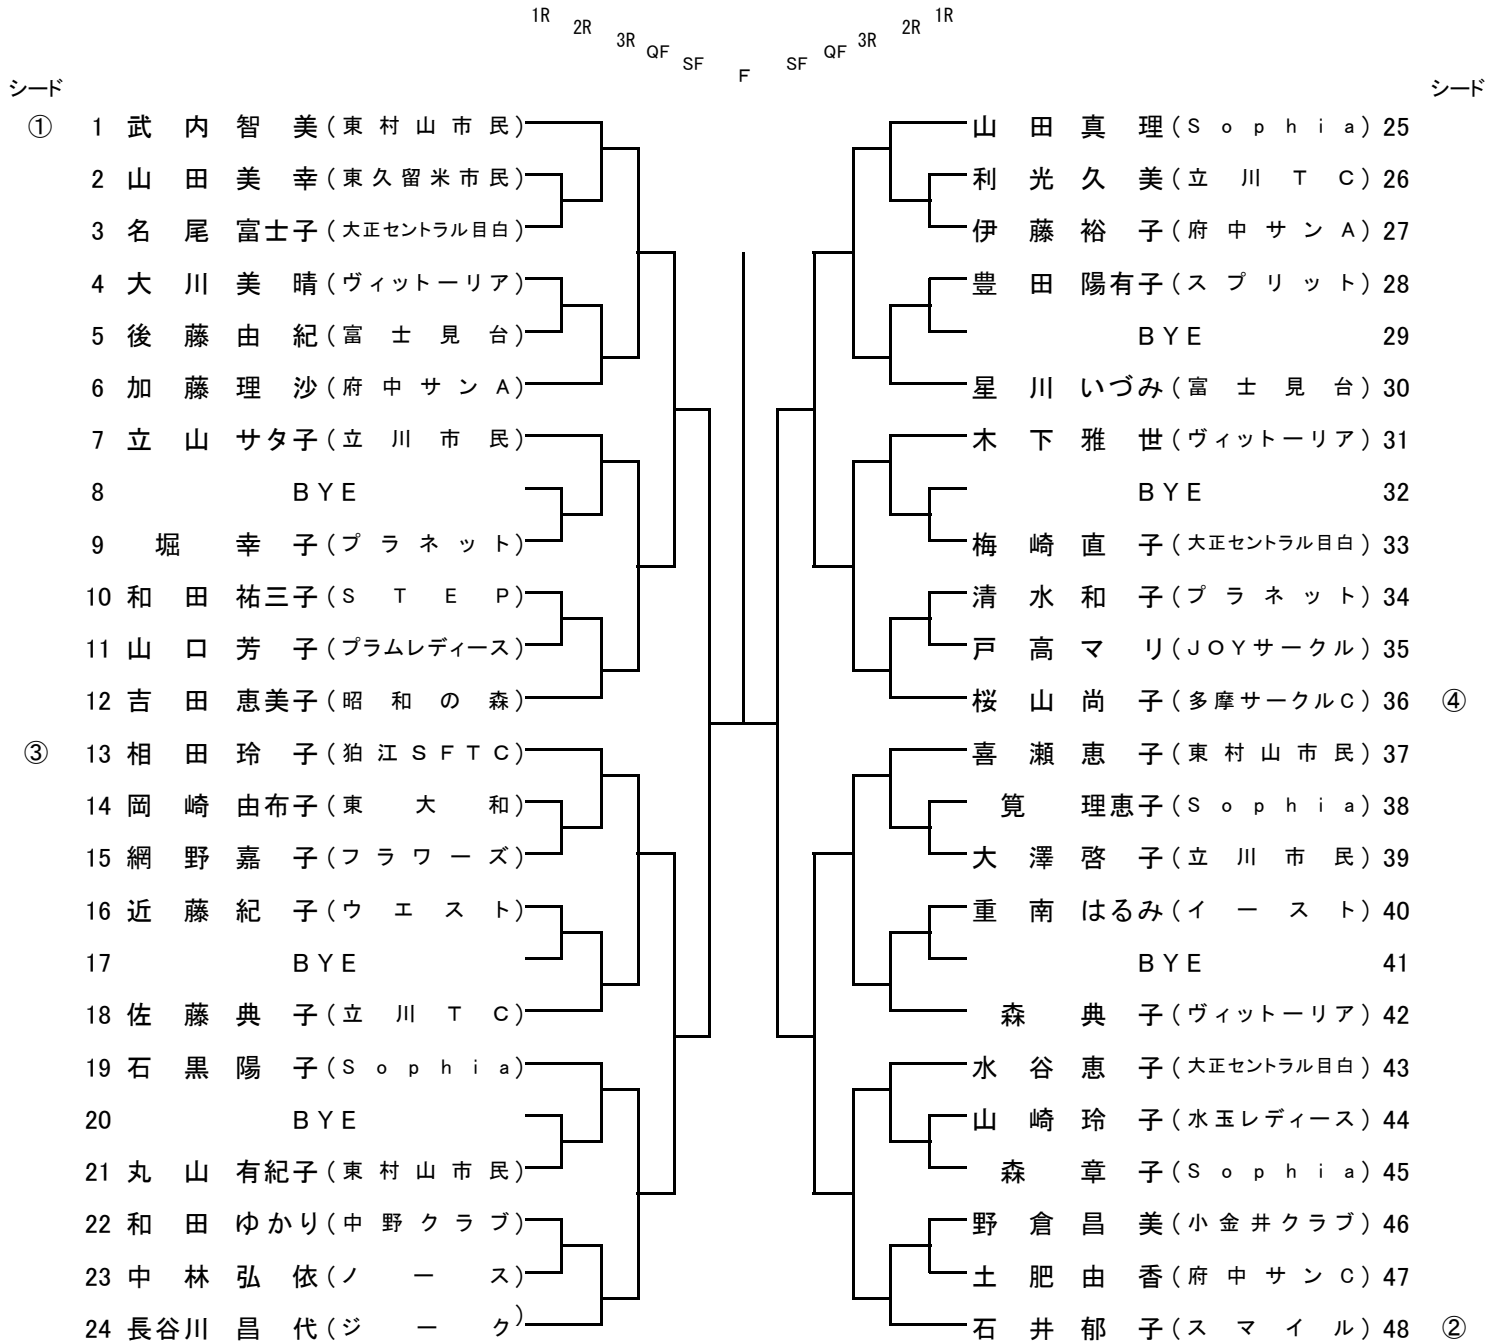 1R 2R 3R QF SF F SF QF 3R 2R 1R
シード シード
① 1 武内智美(東村山市民)
2 山田美幸(東久留米市民)
3 名尾富士子(大正セントラル目白)
4 大川美晴(ヴィットーリア)
5 後藤由紀(富士見台)
6 加藤理沙(府中サンA)
7 立山サタ子(立川市民)
8 BYE
9 堀幸子(プラネット)
10 和田祐三子(STEP)
11 山口芳子(プラムレディース)
12 吉田恵美子(昭和の森)
③ 13 相田玲子(狛江SFTC)
14 岡崎由布子(東大和)
15 網野嘉子(フラワーズ)
16 近藤紀子(ウエスト)
17 BYE
18 佐藤典子(立川TC)
19 石黒陽子(Sophia)
20 BYE
21 丸山有紀子(東村山市民)
22 和田ゆかり(中野クラブ)
23 中林弘依(ノース)
24 長谷川昌代(ジーク)
山田真理(Sophia) 25
利光久美(立川TC) 26
伊藤裕子(府中サンA) 27
豊田陽有子(スプリット) 28
BYE 29
星川いづみ(富士見台) 30
木下雅世(ヴィットーリア) 31
BYE 32
梅崎直子(大正セントラル目白) 33
清水和子(プラネット) 34
戸高マリ(JOYサークル) 35
桜山尚子(多摩サークルC) 36 ④
喜瀬恵子(東村山市民) 37
筧理恵子(Sophia) 38
大澤啓子(立川市民) 39
重南はるみ(イースト) 40
BYE 41
森典子(ヴィットーリア) 42
水谷恵子(大正セントラル目白) 43
山崎玲子(水玉レディース) 44
森章子(Sophia) 45
野倉昌美(小金井クラブ) 46
土肥由香(府中サンC) 47
石井郁子(スマイル) 48 ②